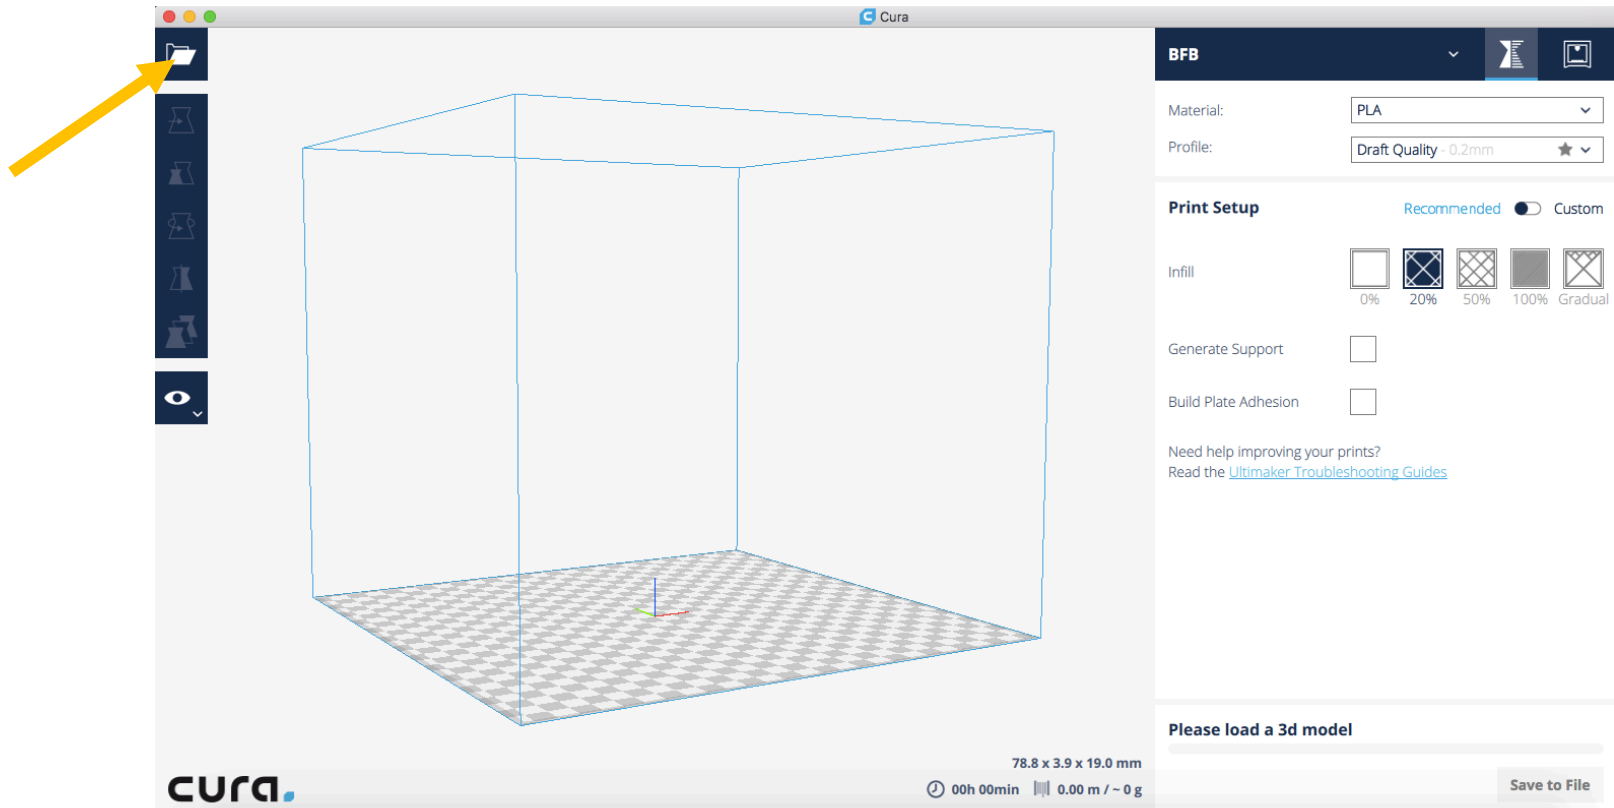 Cura
BFB
Material:
PLA
Profile:
Draft Quality - 0.2mm
Print Setup
Recommended
Custom
Infill
0%
20%
50%
100%
Gradual
Generate Support
Build Plate Adhesion
Need help improving your prints?
Read the Ultimaker Troubleshooting Guides
Please load a 3d model
78.8 x 3.9 x 19.0 mm
00h 00min
0.00 m / ~ 0 g
Save to File
cura.